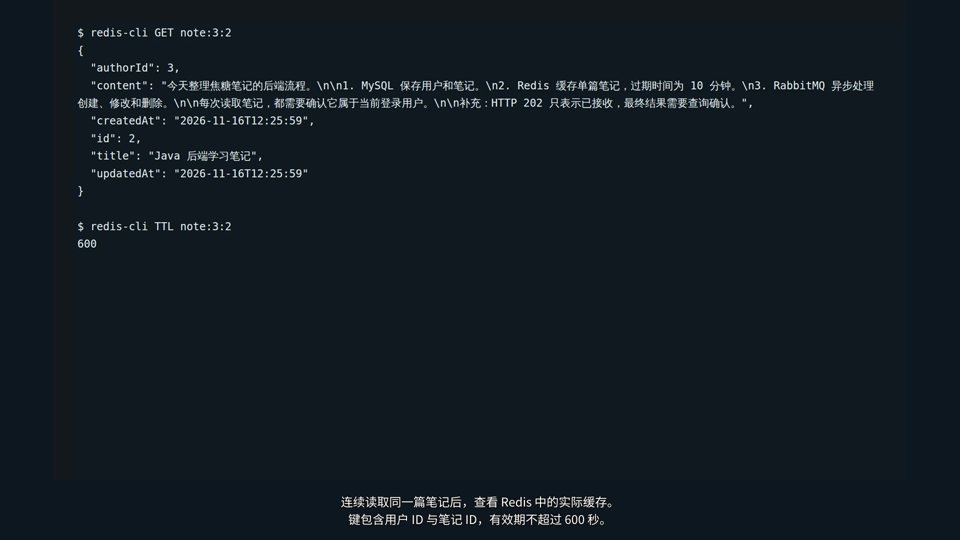 $ redis-cli GET note:3:2
{
  "authorId": 3,
  "content": "今天整理焦糖笔记的后端流程。\n\n1. MySQL 保存用户和笔记。\n2. Redis 缓存单篇笔记，过期时间为 10 分钟。\n3. RabbitMQ 异步处理
创建、修改和删除。\n\n每次读取笔记，都需要确认它属于当前登录用户。\n\n补充：HTTP 202 只表示已接收，最终结果需要查询确认。",
  "createdAt": "2026-11-16T12:25:59",
  "id": 2,
  "title": "Java 后端学习笔记",
  "updatedAt": "2026-11-16T12:25:59"
}
$ redis-cli TTL note:3:2
600
连续读取同一篇笔记后，查看 Redis 中的实际缓存。
键包含用户 ID 与笔记 ID，有效期不超过 600 秒。